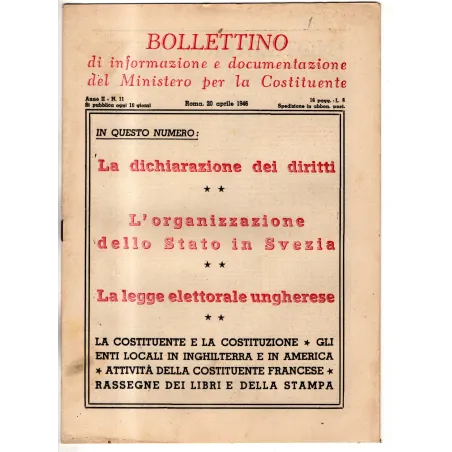 BOLLETTINO
di informazione e documentazione
del Ministero per la Costituente
Anno II - N. 11
Si pubblica ogni 10 giorni
Roma, 20 aprile 1946
16 pagg. - L. 8
Spedizione in abbon. post.
IN QUESTO NUMERO:
La dichiarazione dei diritti
★ ★
L'organizzazione
dello Stato in Svezia
★ ★
La legge elettorale ungherese
★ ★
LA COSTITUENTE E LA COSTITUZIONE ★ GLI
ENTI LOCALI IN INGHILTERRA E IN AMERICA
★ ATTIVITÀ DELLA COSTITUENTE FRANCESE ★
RASSEGNE DEI LIBRI E DELLA STAMPA